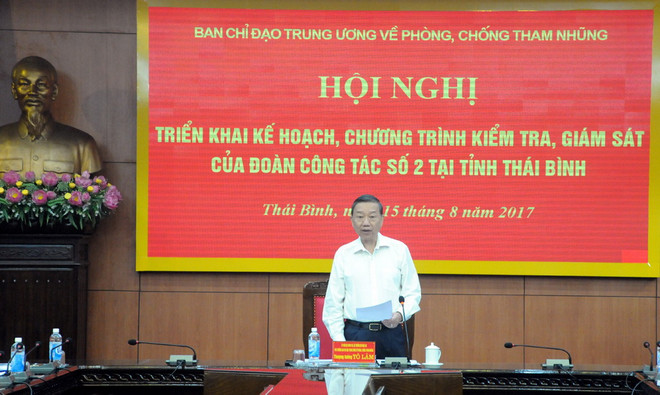 BAN CHỈ ĐẠO TRUNG ƯƠNG VỀ PHÒNG, CHỐNG THAM NHŨNG
HỘI NGHỊ
TRIỂN KHAI KẾ HOẠCH, CHƯƠNG TRÌNH KIỂM TRA, GIÁM SÁT
CỦA ĐOÀN CÔNG TÁC SỐ 2 TẠI TỈNH THÁI BÌNH
Thái Bình, 15 tháng 8 năm 2017
Thượng tướng TÔ LÂM